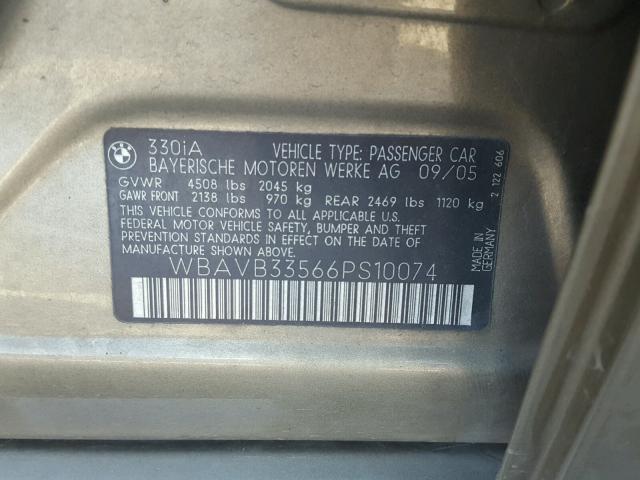 330iA VEHICLE TYPE: PASSENGER CAR
BAYERISCHE MOTOREN WERKE AG 09/05
GVWR 4508 lbs 2045 kg
GAWR FRONT 2138 lbs 970 kg REAR 2469 lbs 1120 kg
THIS VEHICLE CONFORMS TO ALL APPLICABLE U.S.
FEDERAL MOTOR VEHICLE SAFETY, BUMPER AND THEFT
PREVENTION STANDARDS IN EFFECT ON THE DATE OF
MANUFACTURE SHOWN ABOVE.
WBAVB33566PS10074
MADE IN
GERMANY
2 122 606